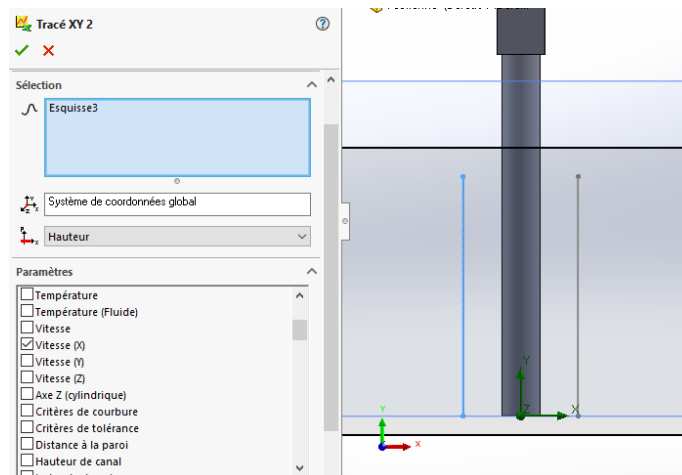 Tracé XY 2
Sélection
Esquisse3
Système de coordonnées global
Hauteur
Paramètres
Température
Température (Fluide)
Vitesse
Vitesse (X)
Vitesse (Y)
Vitesse (Z)
Axe Z (cylindrique)
Critères de courbure
Critères de tolérance
Distance à la paroi
Hauteur de canal
Y
Z
X
Y
X